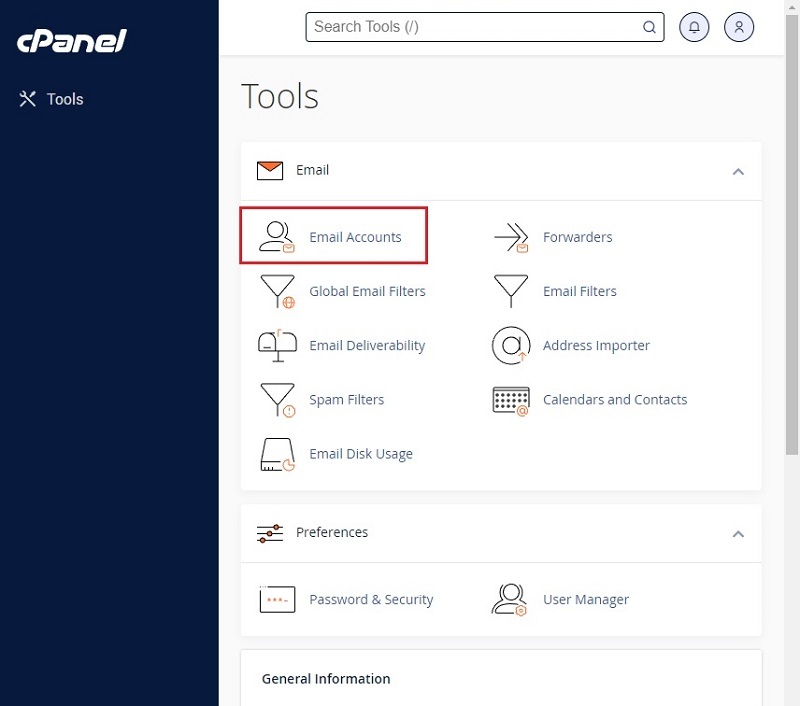 cPanel
Search Tools (/)
Tools
Tools
Email
Email Accounts
Forwarders
Global Email Filters
Email Filters
Email Deliverability
Address Importer
Spam Filters
Calendars and Contacts
Email Disk Usage
Preferences
Password & Security
User Manager
General Information